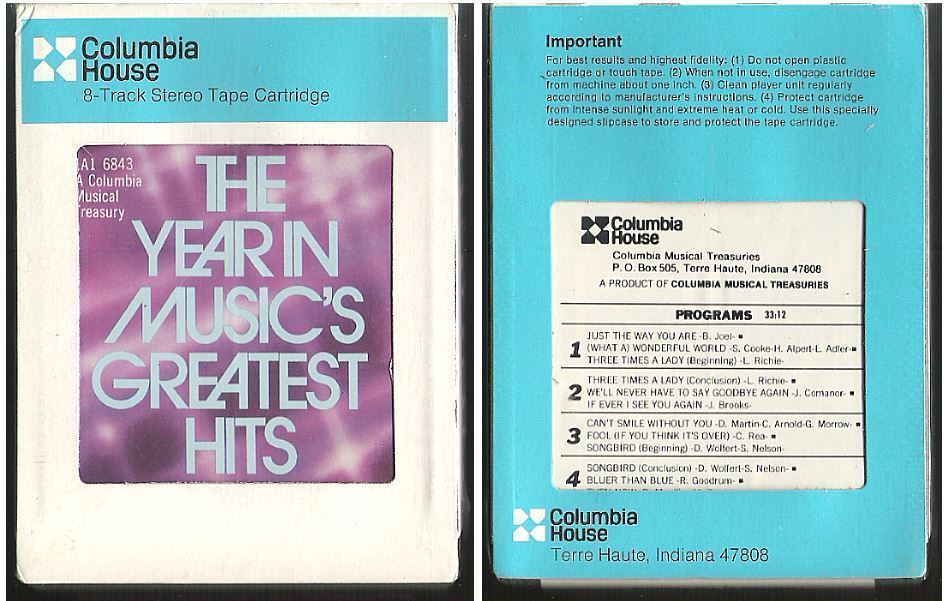 Columbia
House
8-Track Stereo Tape Cartridge
1A1 6843
A Columbia
Musical
Treasury
THE
YEAR IN
MUSIC'S
GREATEST
HITS
Important
For best results and highest fidelity: (1) Do not open plastic
cartridge or touch tape. (2) When not in use, disengage cartridge
from machine about one inch. (3) Clean player unit regularly
according to manufacturer's instructions. (4) Protect cartridge
from intense sunlight and extreme heat or cold. Use this specially
designed slipcase to store and protect the tape cartridge.
Columbia
House
Columbia Musical Treasuries
P. O. Box 505, Terre Haute, Indiana 47808
A PRODUCT OF COLUMBIA MUSICAL TREASURIES
PROGRAMS 33:12
1
JUST THE WAY YOU ARE -B. Joel- ■
(WHAT A) WONDERFUL WORLD -S. Cooke-H. Alpert-L. Adler- ■
THREE TIMES A LADY (Beginning) -L. Richie-
2
THREE TIMES A LADY (Conclusion) -L. Richie- ■
WE'LL NEVER HAVE TO SAY GOODBYE AGAIN -J. Comanor- ■
IF EVER I SEE YOU AGAIN -J. Brooks-
3
CAN'T SMILE WITHOUT YOU -D. Martin-C. Arnold-G. Morrow- ■
FOOL (IF YOU THINK IT'S OVER) -C. Rea- ■
SONGBIRD (Beginning) -D. Wolfert-S. Nelson-
4
SONGBIRD (Conclusion) -D. Wolfert-S. Nelson- ■
BLUER THAN BLUE -R. Goodrum- ■
Columbia
House
Terre Haute, Indiana 47808